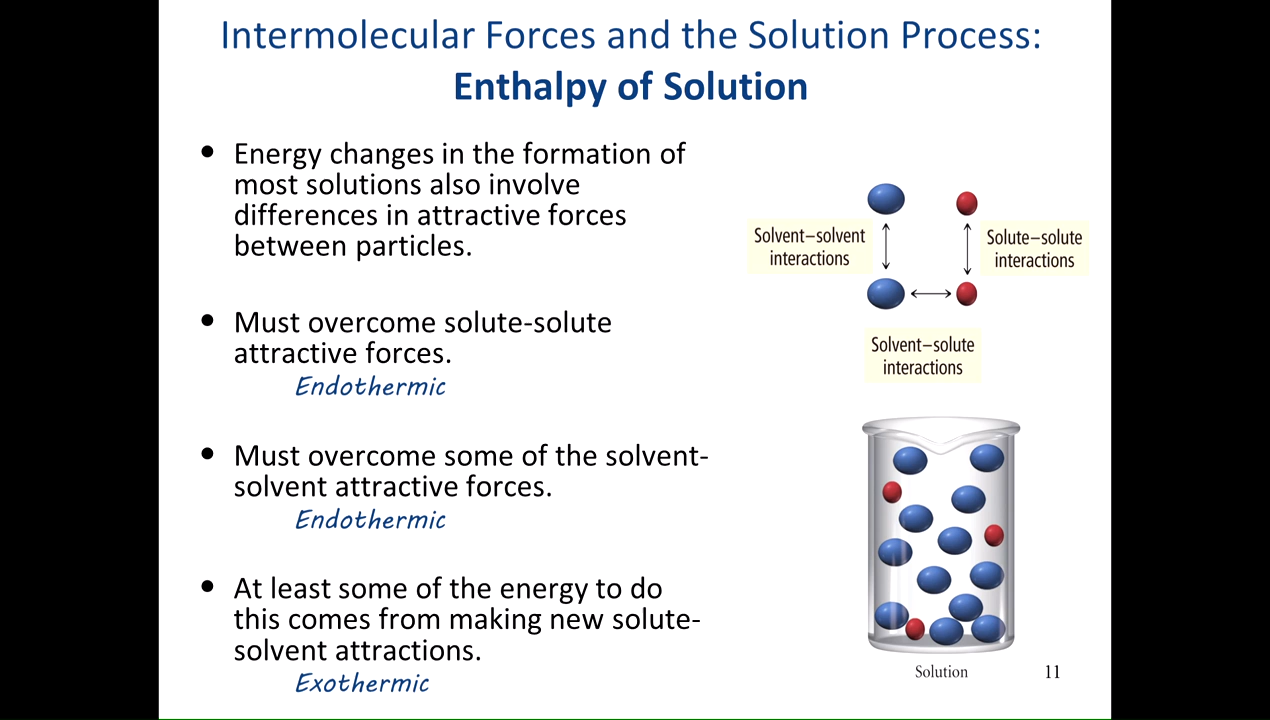 Intermolecular Forces and the Solution Process:
Enthalpy of Solution
• Energy changes in the formation of
most solutions also involve
differences in attractive forces
between particles.
• Must overcome solute-solute
attractive forces.
Endothermic
• Must overcome some of the solvent-
solvent attractive forces.
Endothermic
• At least some of the energy to do
this comes from making new solute-
solvent attractions.
Exothermic
Solvent–solvent
interactions
Solute–solute
interactions
Solvent–solute
interactions
Solution
11